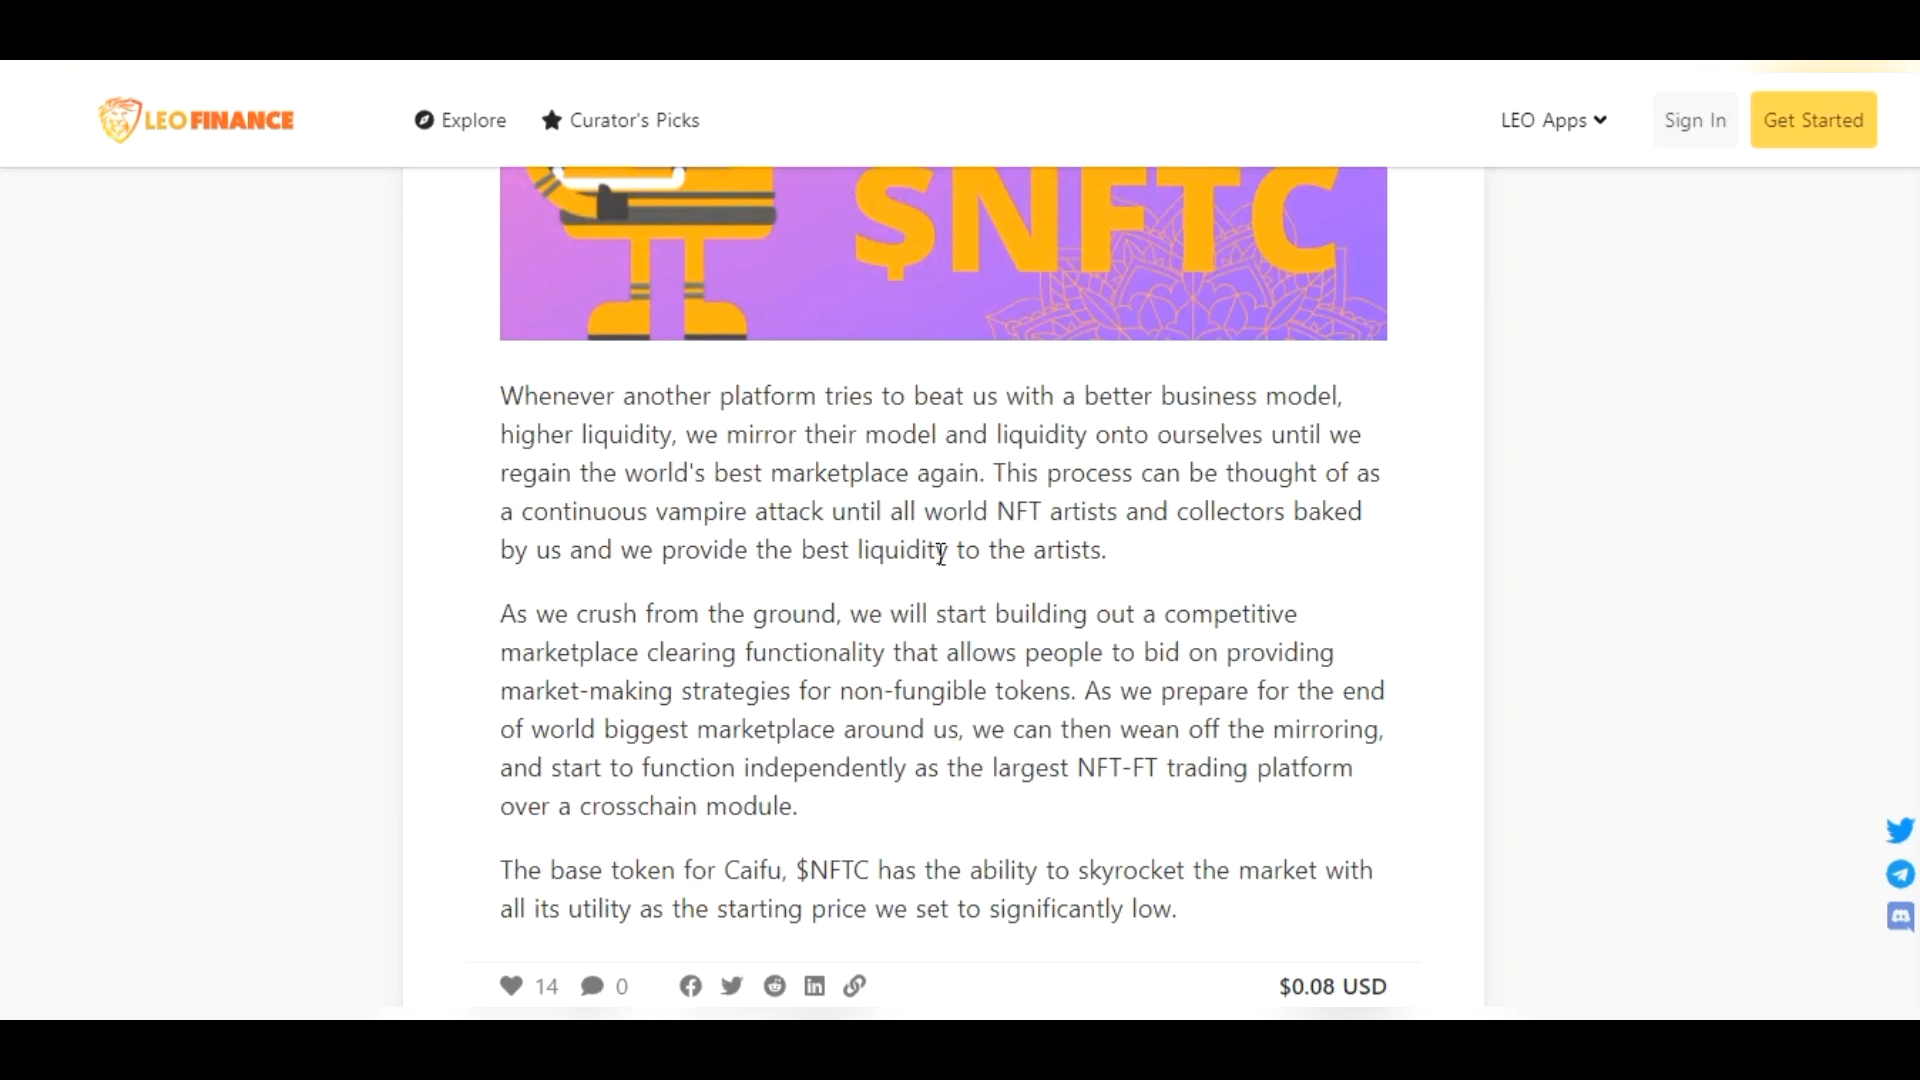 LEO FINANCE
Explore
Curator's Picks
LEO Apps
Sign In
Get Started
$NFTC
Whenever another platform tries to beat us with a better business model,
higher liquidity, we mirror their model and liquidity onto ourselves until we
regain the world's best marketplace again. This process can be thought of as
a continuous vampire attack until all world NFT artists and collectors baked
by us and we provide the best liquidity to the artists.
As we crush from the ground, we will start building out a competitive
marketplace clearing functionality that allows people to bid on providing
market-making strategies for non-fungible tokens. As we prepare for the end
of world biggest marketplace around us, we can then wean off the mirroring,
and start to function independently as the largest NFT-FT trading platform
over a crosschain module.
The base token for Caifu, $NFTC has the ability to skyrocket the market with
all its utility as the starting price we set to significantly low.
14
0
$0.08 USD